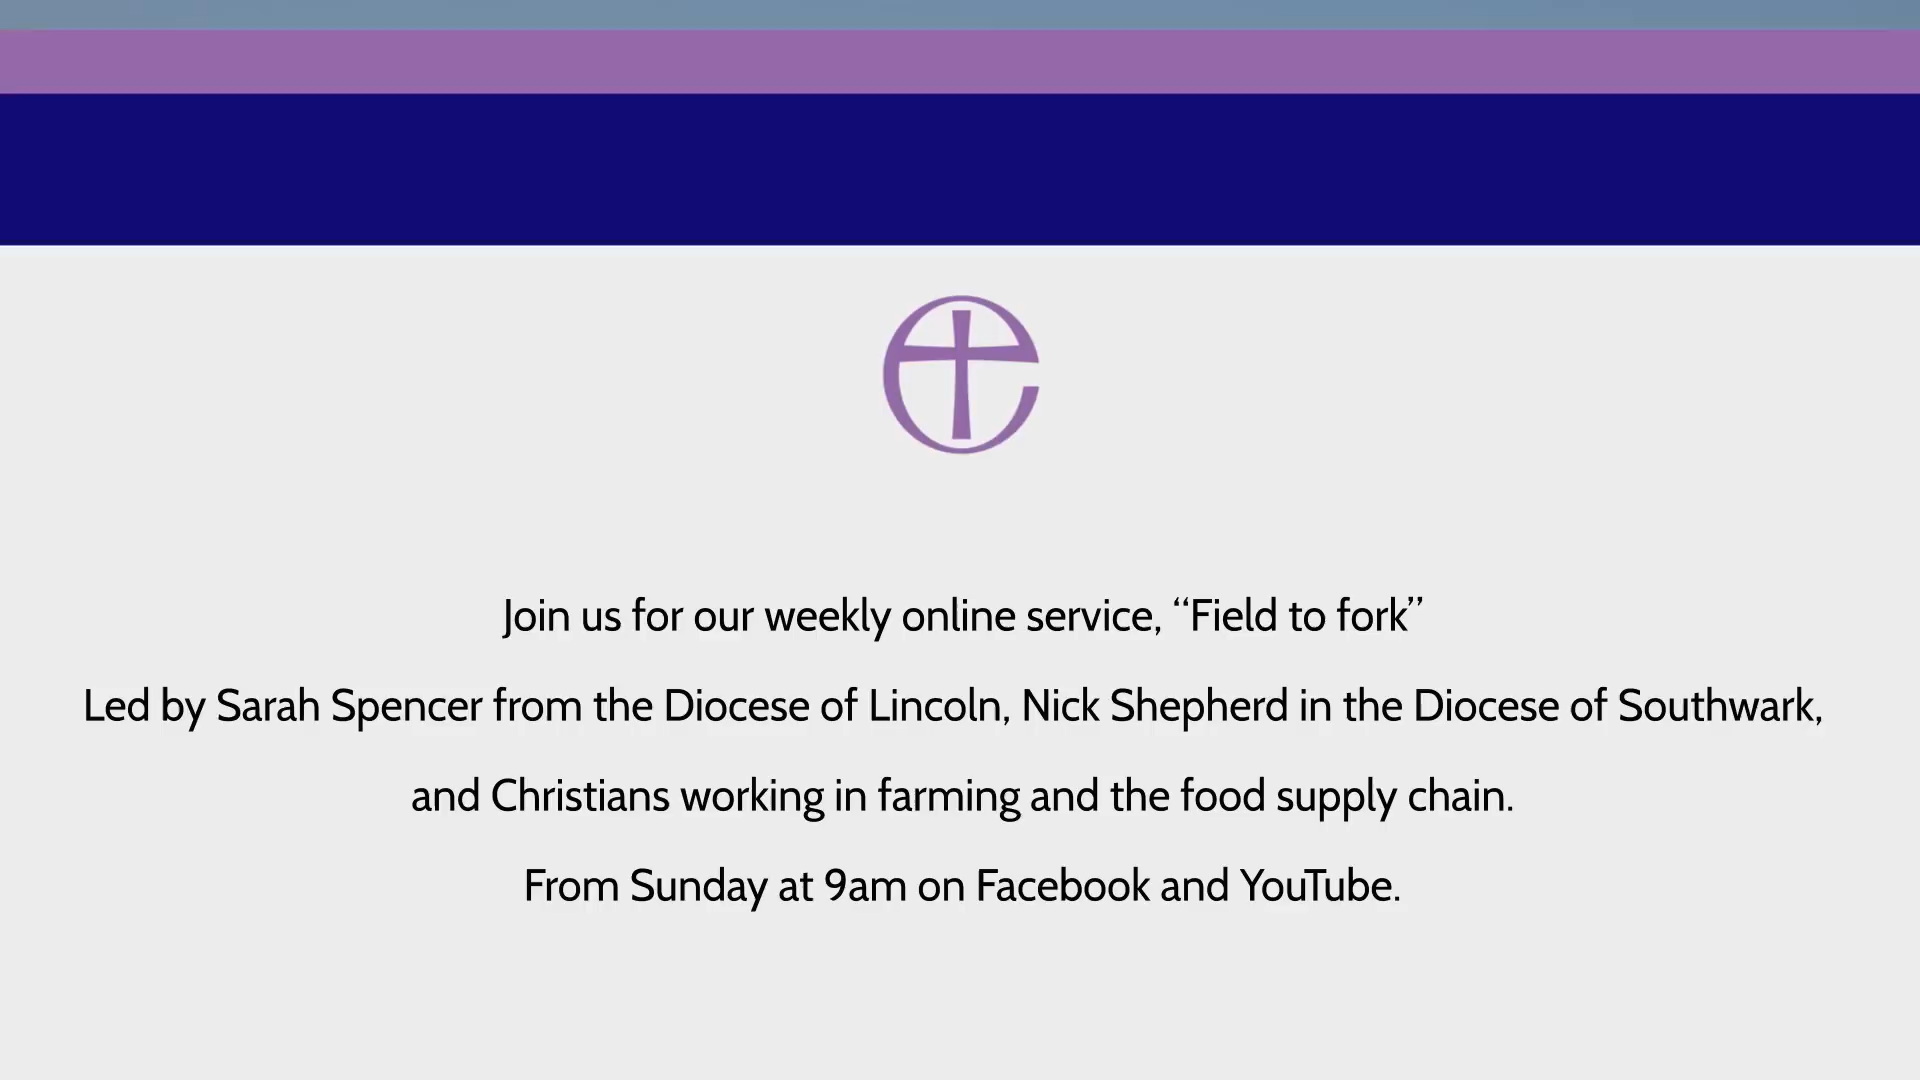 Join us for our weekly online service, “Field to fork”
Led by Sarah Spencer from the Diocese of Lincoln, Nick Shepherd in the Diocese of Southwark,
and Christians working in farming and the food supply chain.
From Sunday at 9am on Facebook and YouTube.